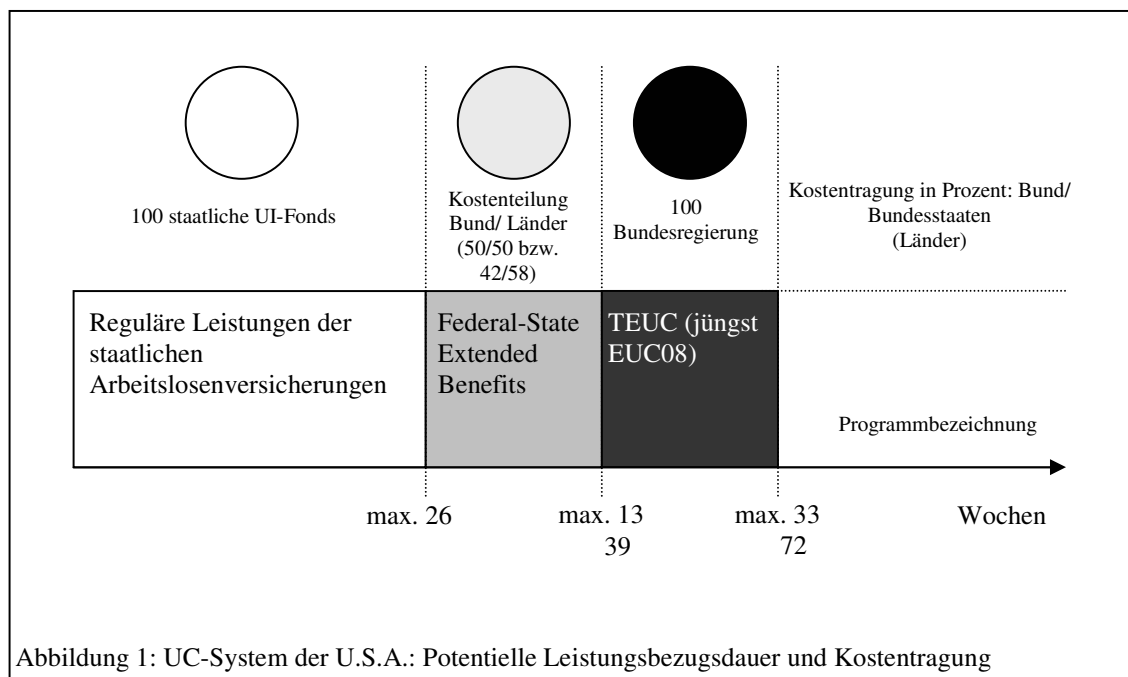 100 staatliche UI-Fonds
Kostenteilung
Bund/ Länder
(50/50 bzw.
42/58)
100
Bundesregierung
Kostentragung in Prozent: Bund/
Bundesstaaten
(Länder)
Reguläre Leistungen der
staatlichen
Arbeitslosenversicherungen
Federal-State
Extended
Benefits
TEUC (jüngst
EUC08)
Programmbezeichnung
max. 26
max. 13
39
max. 33
72
Wochen
Abbildung 1: UC-System der U.S.A.: Potentielle Leistungsbezugsdauer und Kostentragung